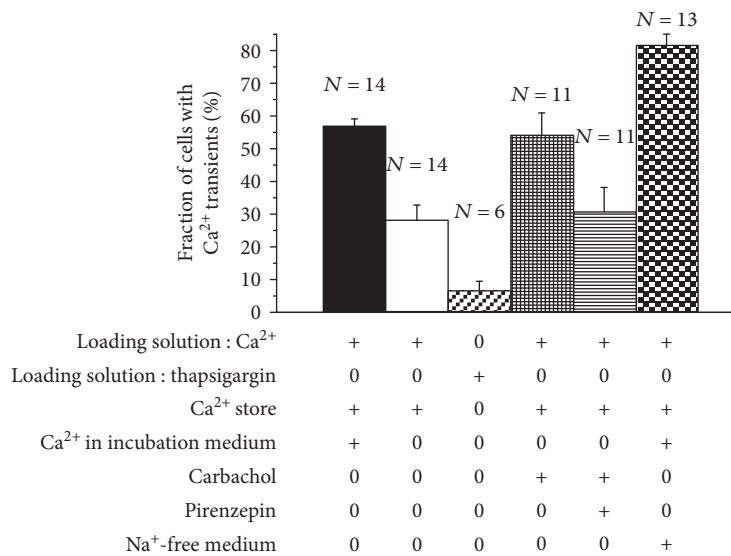 N = 13
80
N = 14
70
N = 11
60
N = 11
50
N = 14
40
N = 6
30
20
10
0
Fraction of cells with
Ca²⁺ transients (%)
Loading solution : Ca²⁺ + + 0 + + +
Loading solution : thapsigargin 0 0 + 0 0 0
Ca²⁺ store + + 0 + + +
Ca²⁺ in incubation medium + 0 0 0 0 +
Carbachol 0 0 0 + + 0
Pirenzepin 0 0 0 0 + 0
Na⁺-free medium 0 0 0 0 0 +